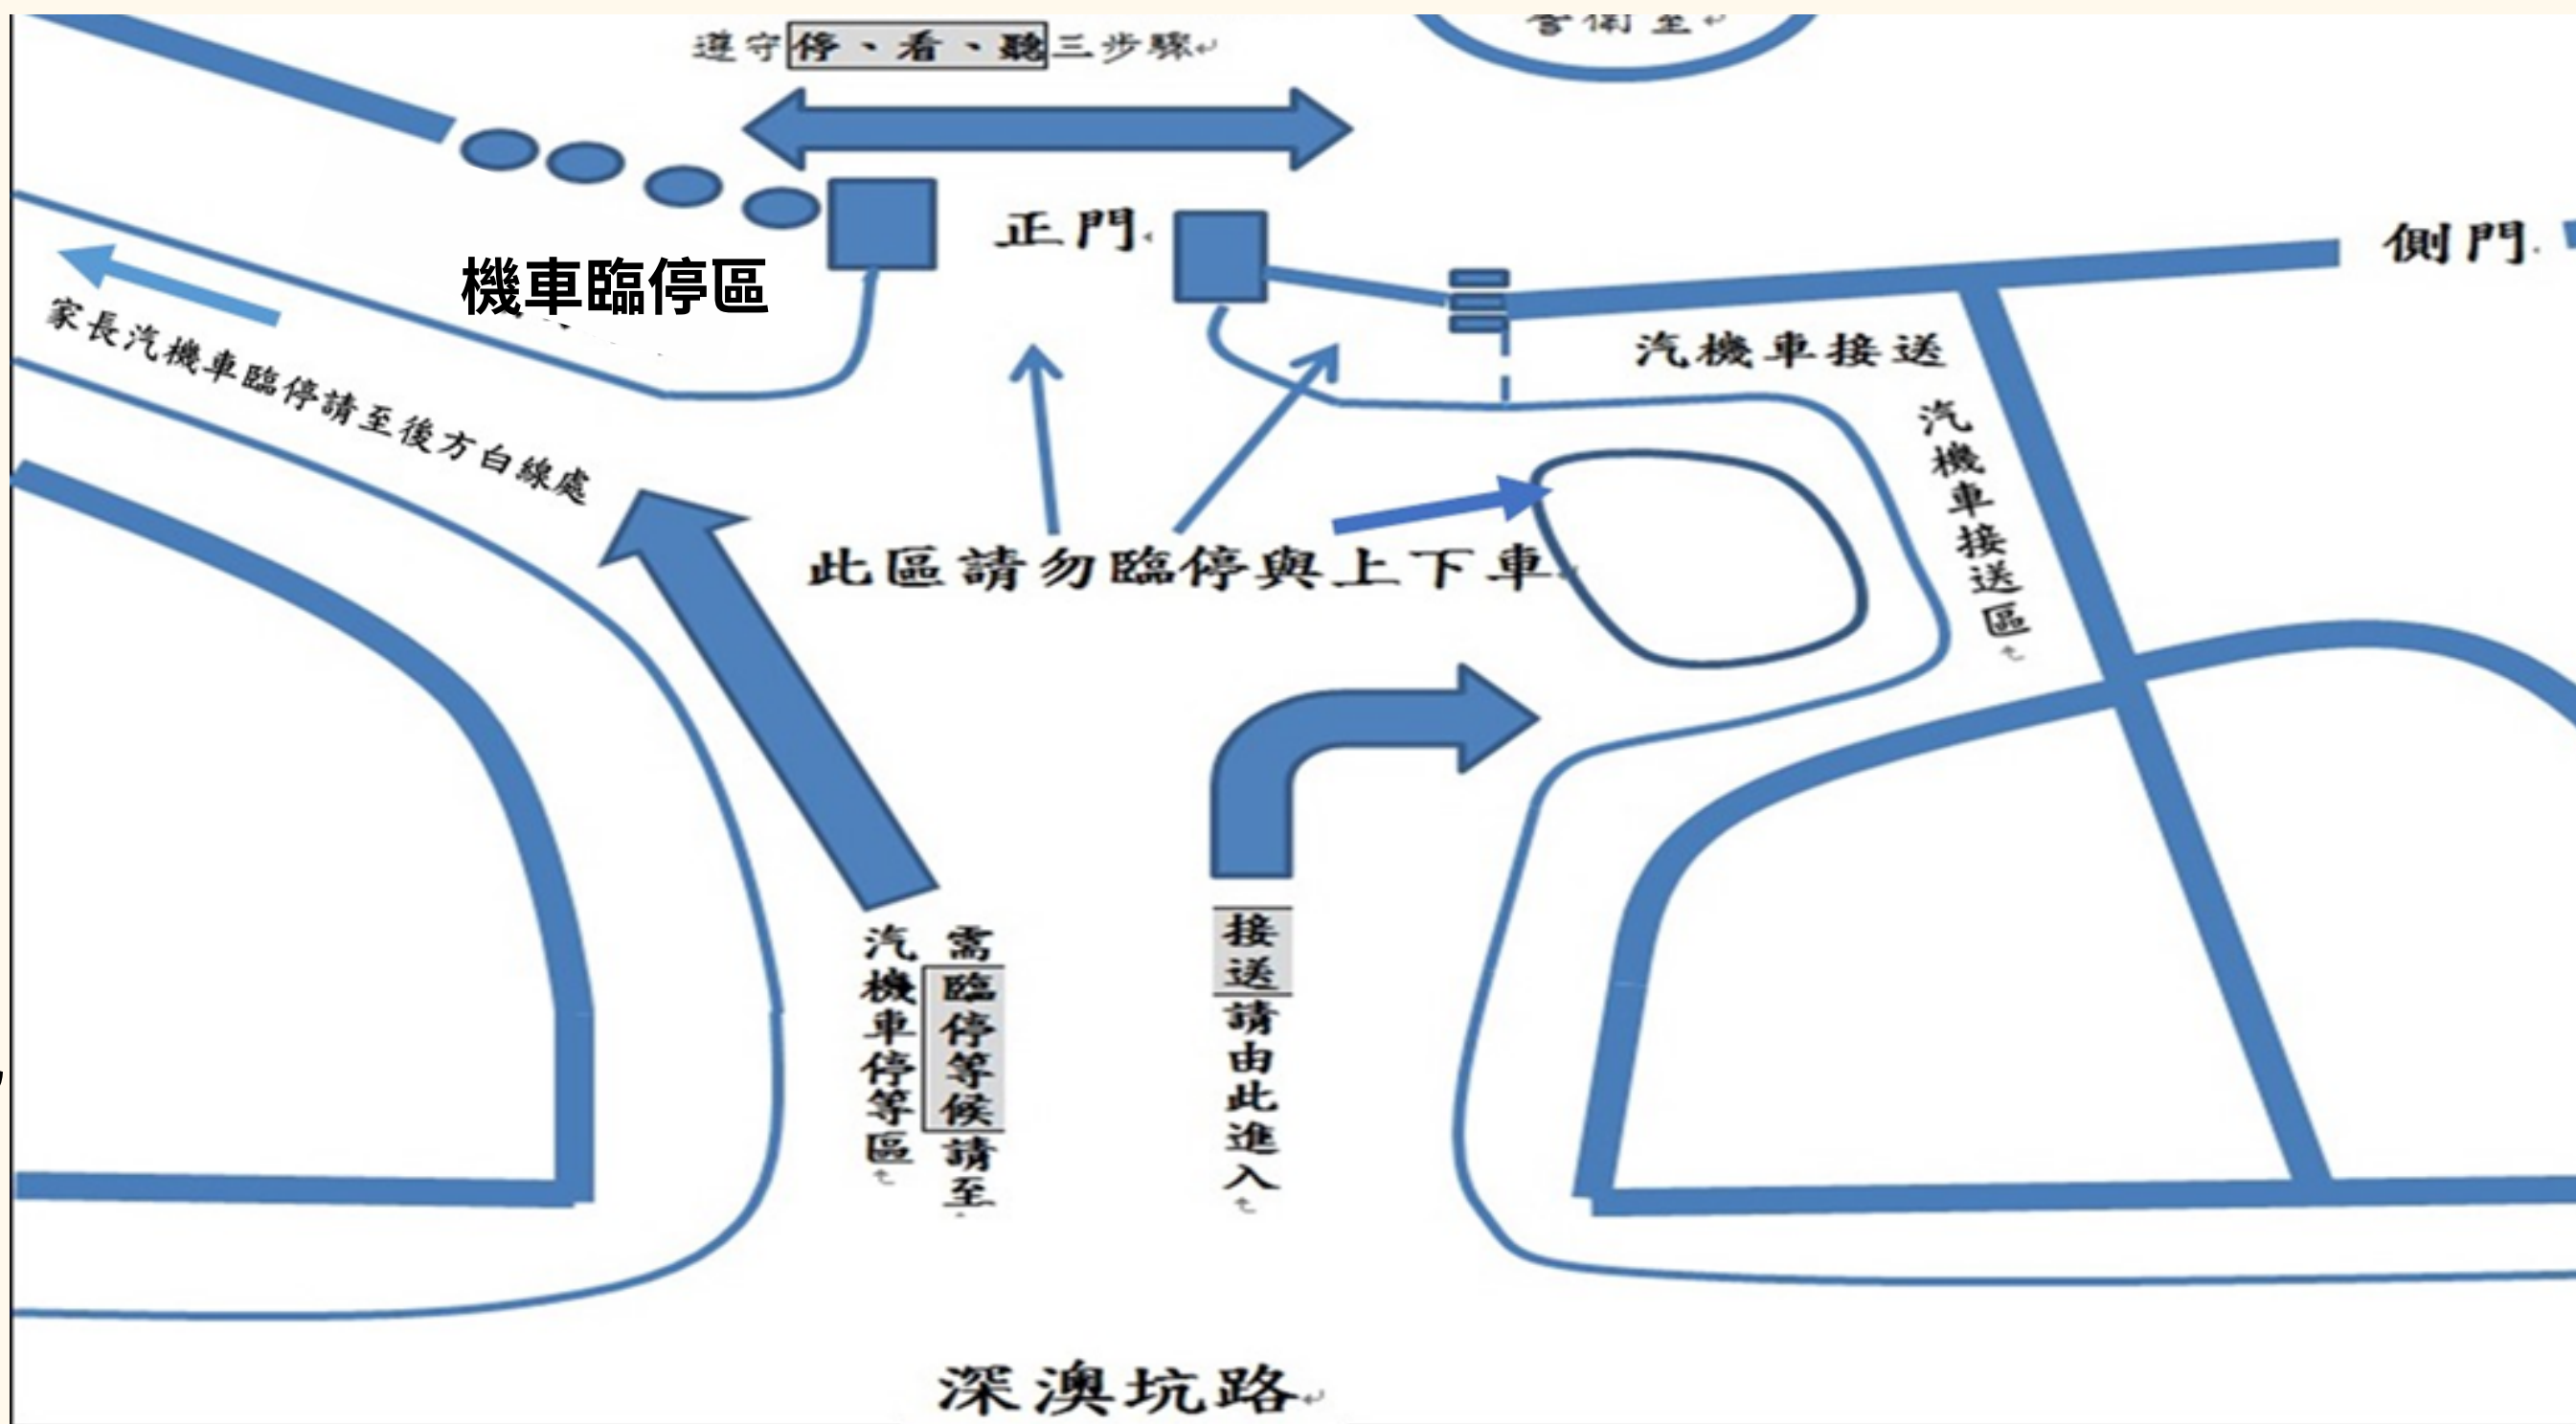 遵守停、看、聽三步驟
警衛室
正門
側門
機車臨停區
家長汽機車臨停請至後方白線處
汽機車接送
汽機車接送區
此區請勿臨停與上下車
需臨停等候請至
汽機車停等區
接送請由此進入
深澳坑路